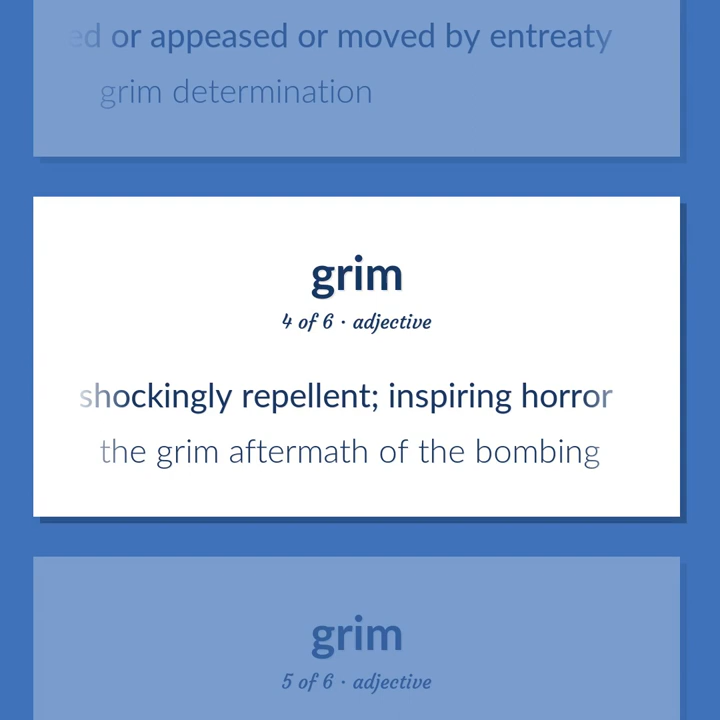 ed or appeased or moved by entreaty
grim determination
grim
4 of 6 · adjective
shockingly repellent; inspiring horror
the grim aftermath of the bombing
grim
5 of 6 · adjective